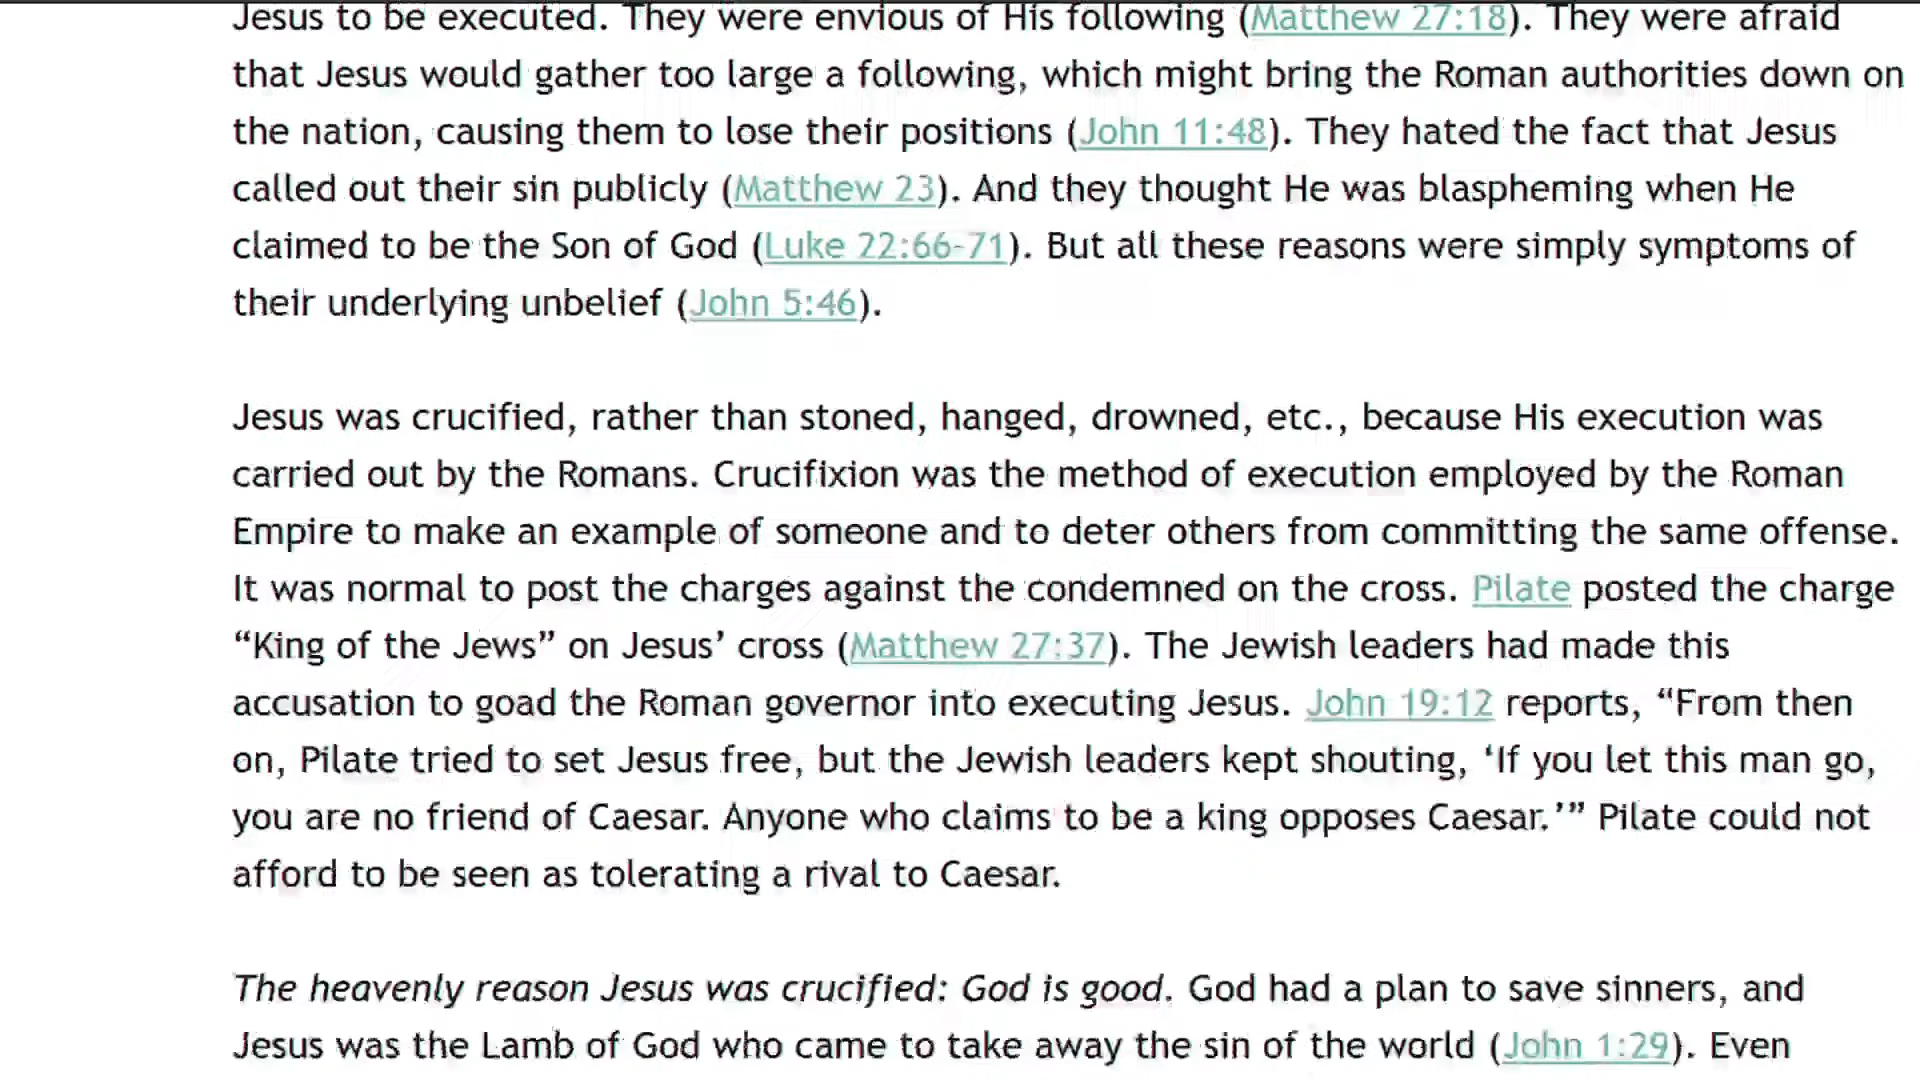 Jesus to be executed. They were envious of His following (Matthew 27:18). They were afraid
that Jesus would gather too large a following, which might bring the Roman authorities down on
the nation, causing them to lose their positions (John 11:48). They hated the fact that Jesus
called out their sin publicly (Matthew 23). And they thought He was blaspheming when He
claimed to be the Son of God (Luke 22:66-71). But all these reasons were simply symptoms of
their underlying unbelief (John 5:46).
Jesus was crucified, rather than stoned, hanged, drowned, etc., because His execution was
carried out by the Romans. Crucifixion was the method of execution employed by the Roman
Empire to make an example of someone and to deter others from committing the same offense.
It was normal to post the charges against the condemned on the cross. Pilate posted the charge
“King of the Jews” on Jesus’ cross (Matthew 27:37). The Jewish leaders had made this
accusation to goad the Roman governor into executing Jesus. John 19:12 reports, “From then
on, Pilate tried to set Jesus free, but the Jewish leaders kept shouting, ‘If you let this man go,
you are no friend of Caesar. Anyone who claims to be a king opposes Caesar.’” Pilate could not
afford to be seen as tolerating a rival to Caesar.
The heavenly reason Jesus was crucified: God is good. God had a plan to save sinners, and
Jesus was the Lamb of God who came to take away the sin of the world (John 1:29). Even